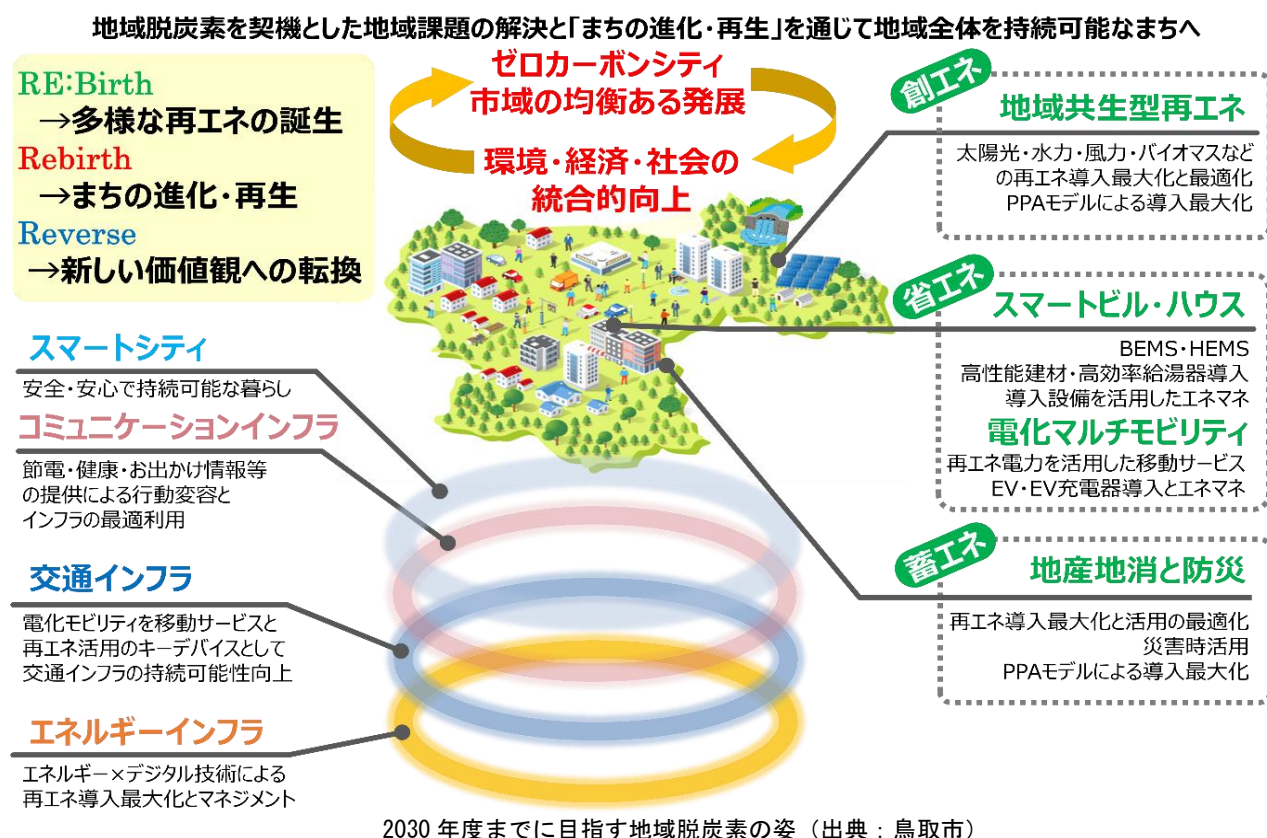 地域脱炭素を契機とした地域課題の解決と「まちの進化・再生」を通じて地域全体を持続可能なまちへ
RE:Birth
→多様な再エネの誕生
Rebirth
→まちの進化・再生
Reverse
→新しい価値観への転換
ゼロカーボンシティ
市域の均衡ある発展
環境・経済・社会の
統合的向上
創エネ
地域共生型再エネ
太陽光・水力・風力・バイオマスなど
の再エネ導入最大化と最適化
PPAモデルによる導入最大化
省エネ
スマートビル・ハウス
BEMS・HEMS
高性能建材・高効率給湯器導入
導入設備を活用したエネマネ
電化マルチモビリティ
再エネ電力を活用した移動サービス
EV・EV充電器導入とエネマネ
蓄エネ
地産地消と防災
再エネ導入最大化と活用の最適化
災害時活用
PPAモデルによる導入最大化
スマートシティ
安全・安心で持続可能な暮らし
コミュニケーションインフラ
節電・健康・お出かけ情報等
の提供による行動変容と
インフラの最適利用
交通インフラ
電化モビリティを移動サービスと
再エネ活用のキーデバイスとして
交通インフラの持続可能性向上
エネルギーインフラ
エネルギー×デジタル技術による
再エネ導入最大化とマネジメント
2030 年度までに目指す地域脱炭素の姿（出典：鳥取市）